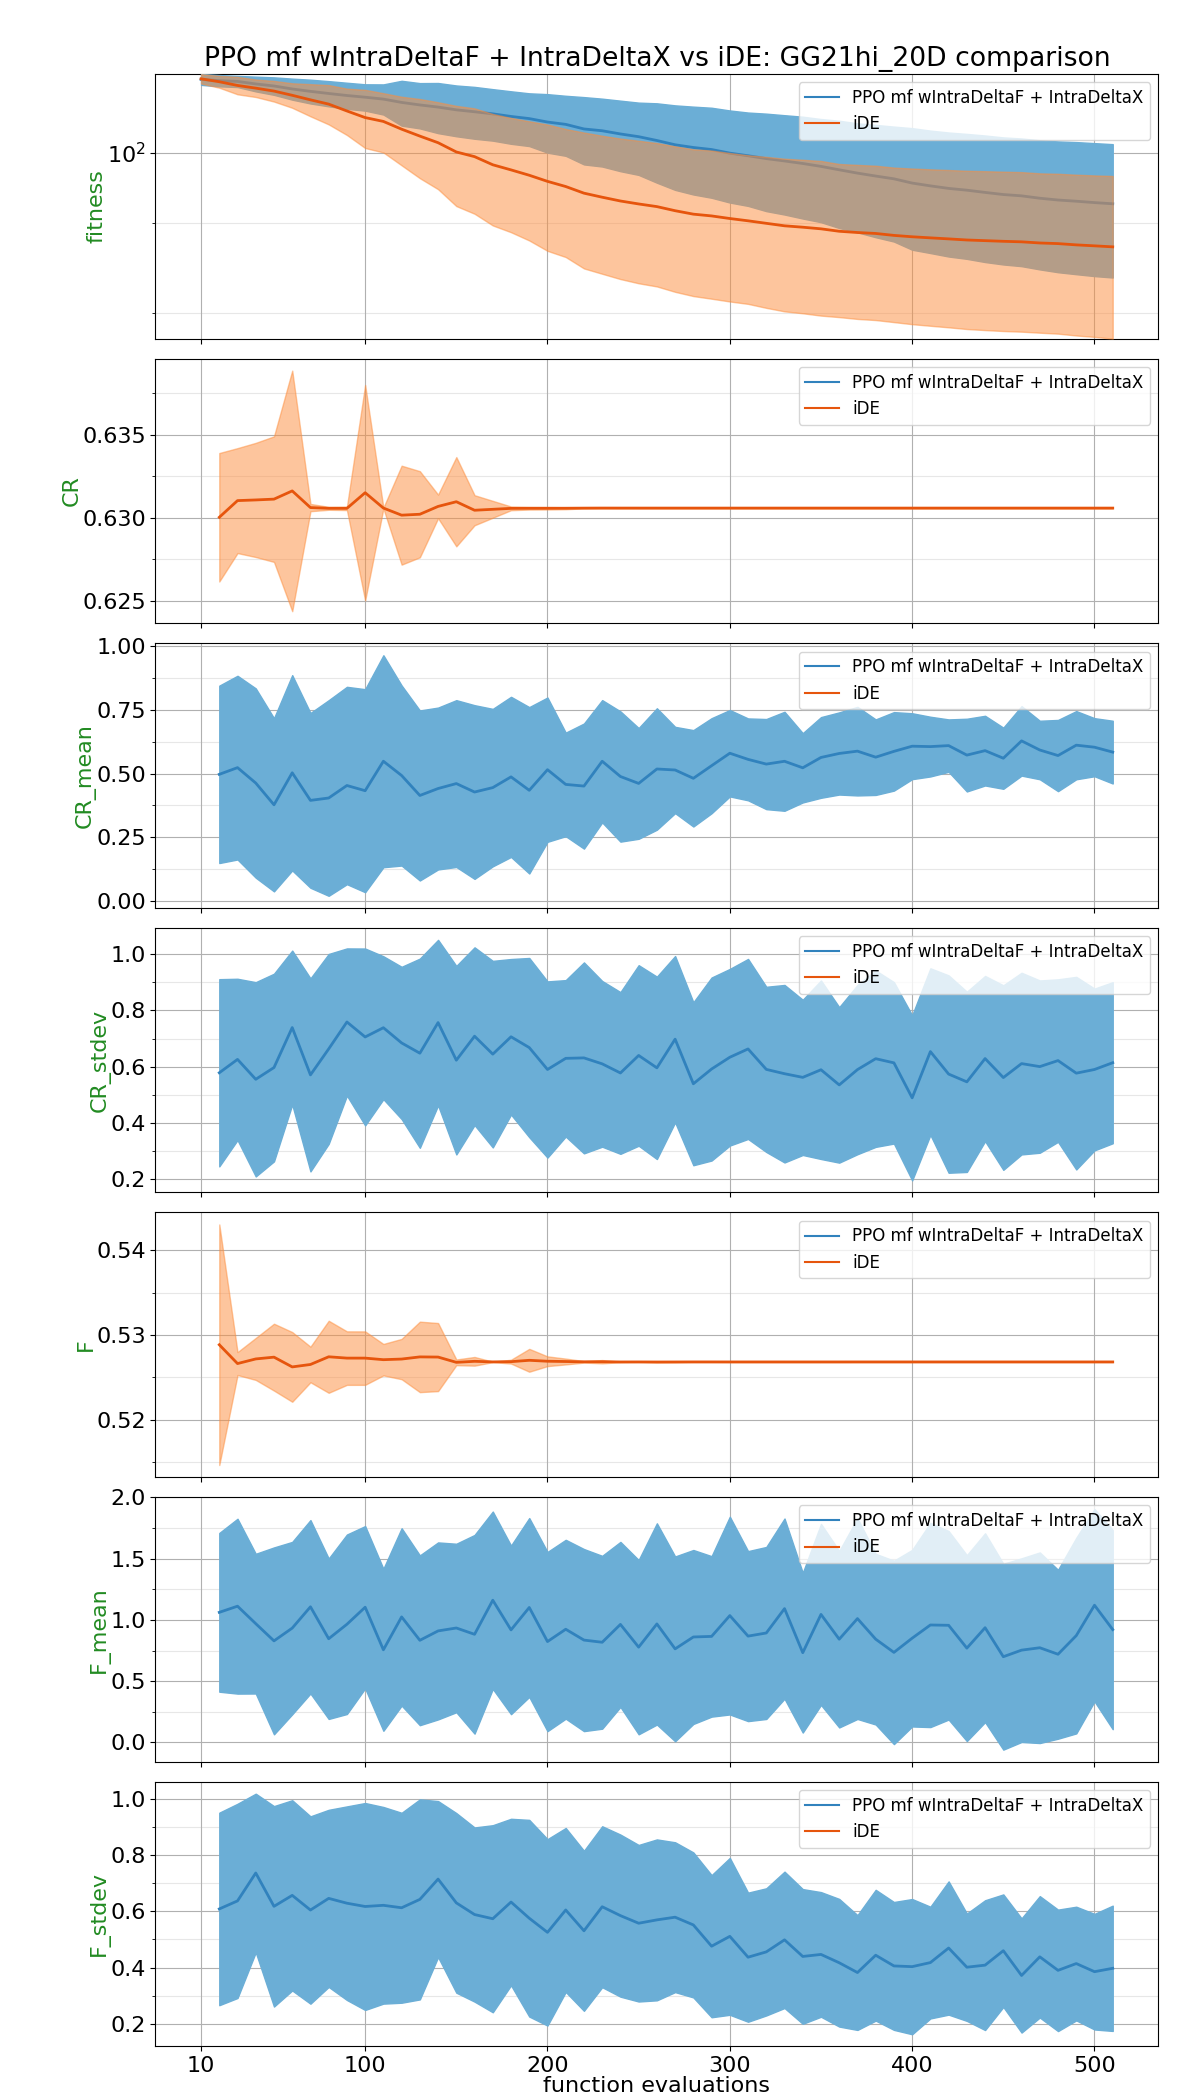 PPO mf wIntraDeltaF + IntraDeltaX vs iDE: GG21hi_20D comparison
PPO mf wIntraDeltaF + IntraDeltaX
iDE
10²
fitness
PPO mf wIntraDeltaF + IntraDeltaX
iDE
0.635
0.630
0.625
CR
PPO mf wIntraDeltaF + IntraDeltaX
iDE
1.00
0.75
0.50
0.25
0.00
CR_mean
PPO mf wIntraDeltaF + IntraDeltaX
iDE
1.0
0.8
0.6
0.4
0.2
CR_stdev
PPO mf wIntraDeltaF + IntraDeltaX
iDE
0.54
0.53
0.52
F
PPO mf wIntraDeltaF + IntraDeltaX
iDE
2.0
1.5
1.0
0.5
0.0
F_mean
PPO mf wIntraDeltaF + IntraDeltaX
iDE
1.0
0.8
0.6
0.4
0.2
F_stdev
10 100 200 300 400 500
function evaluations